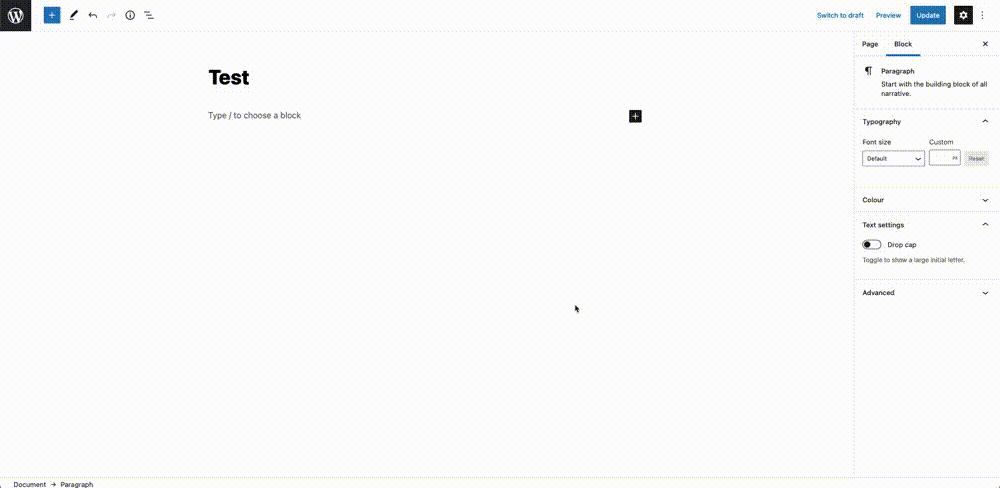 Switch to draft Preview Update
Page Block
Test
Paragraph
Start with the building block of all
narrative.
Type / to choose a block
Typography
Font size Custom
Default PX Reset
Colour
Text settings
Drop cap
Toggle to show a large initial letter.
Advanced
Document → Paragraph